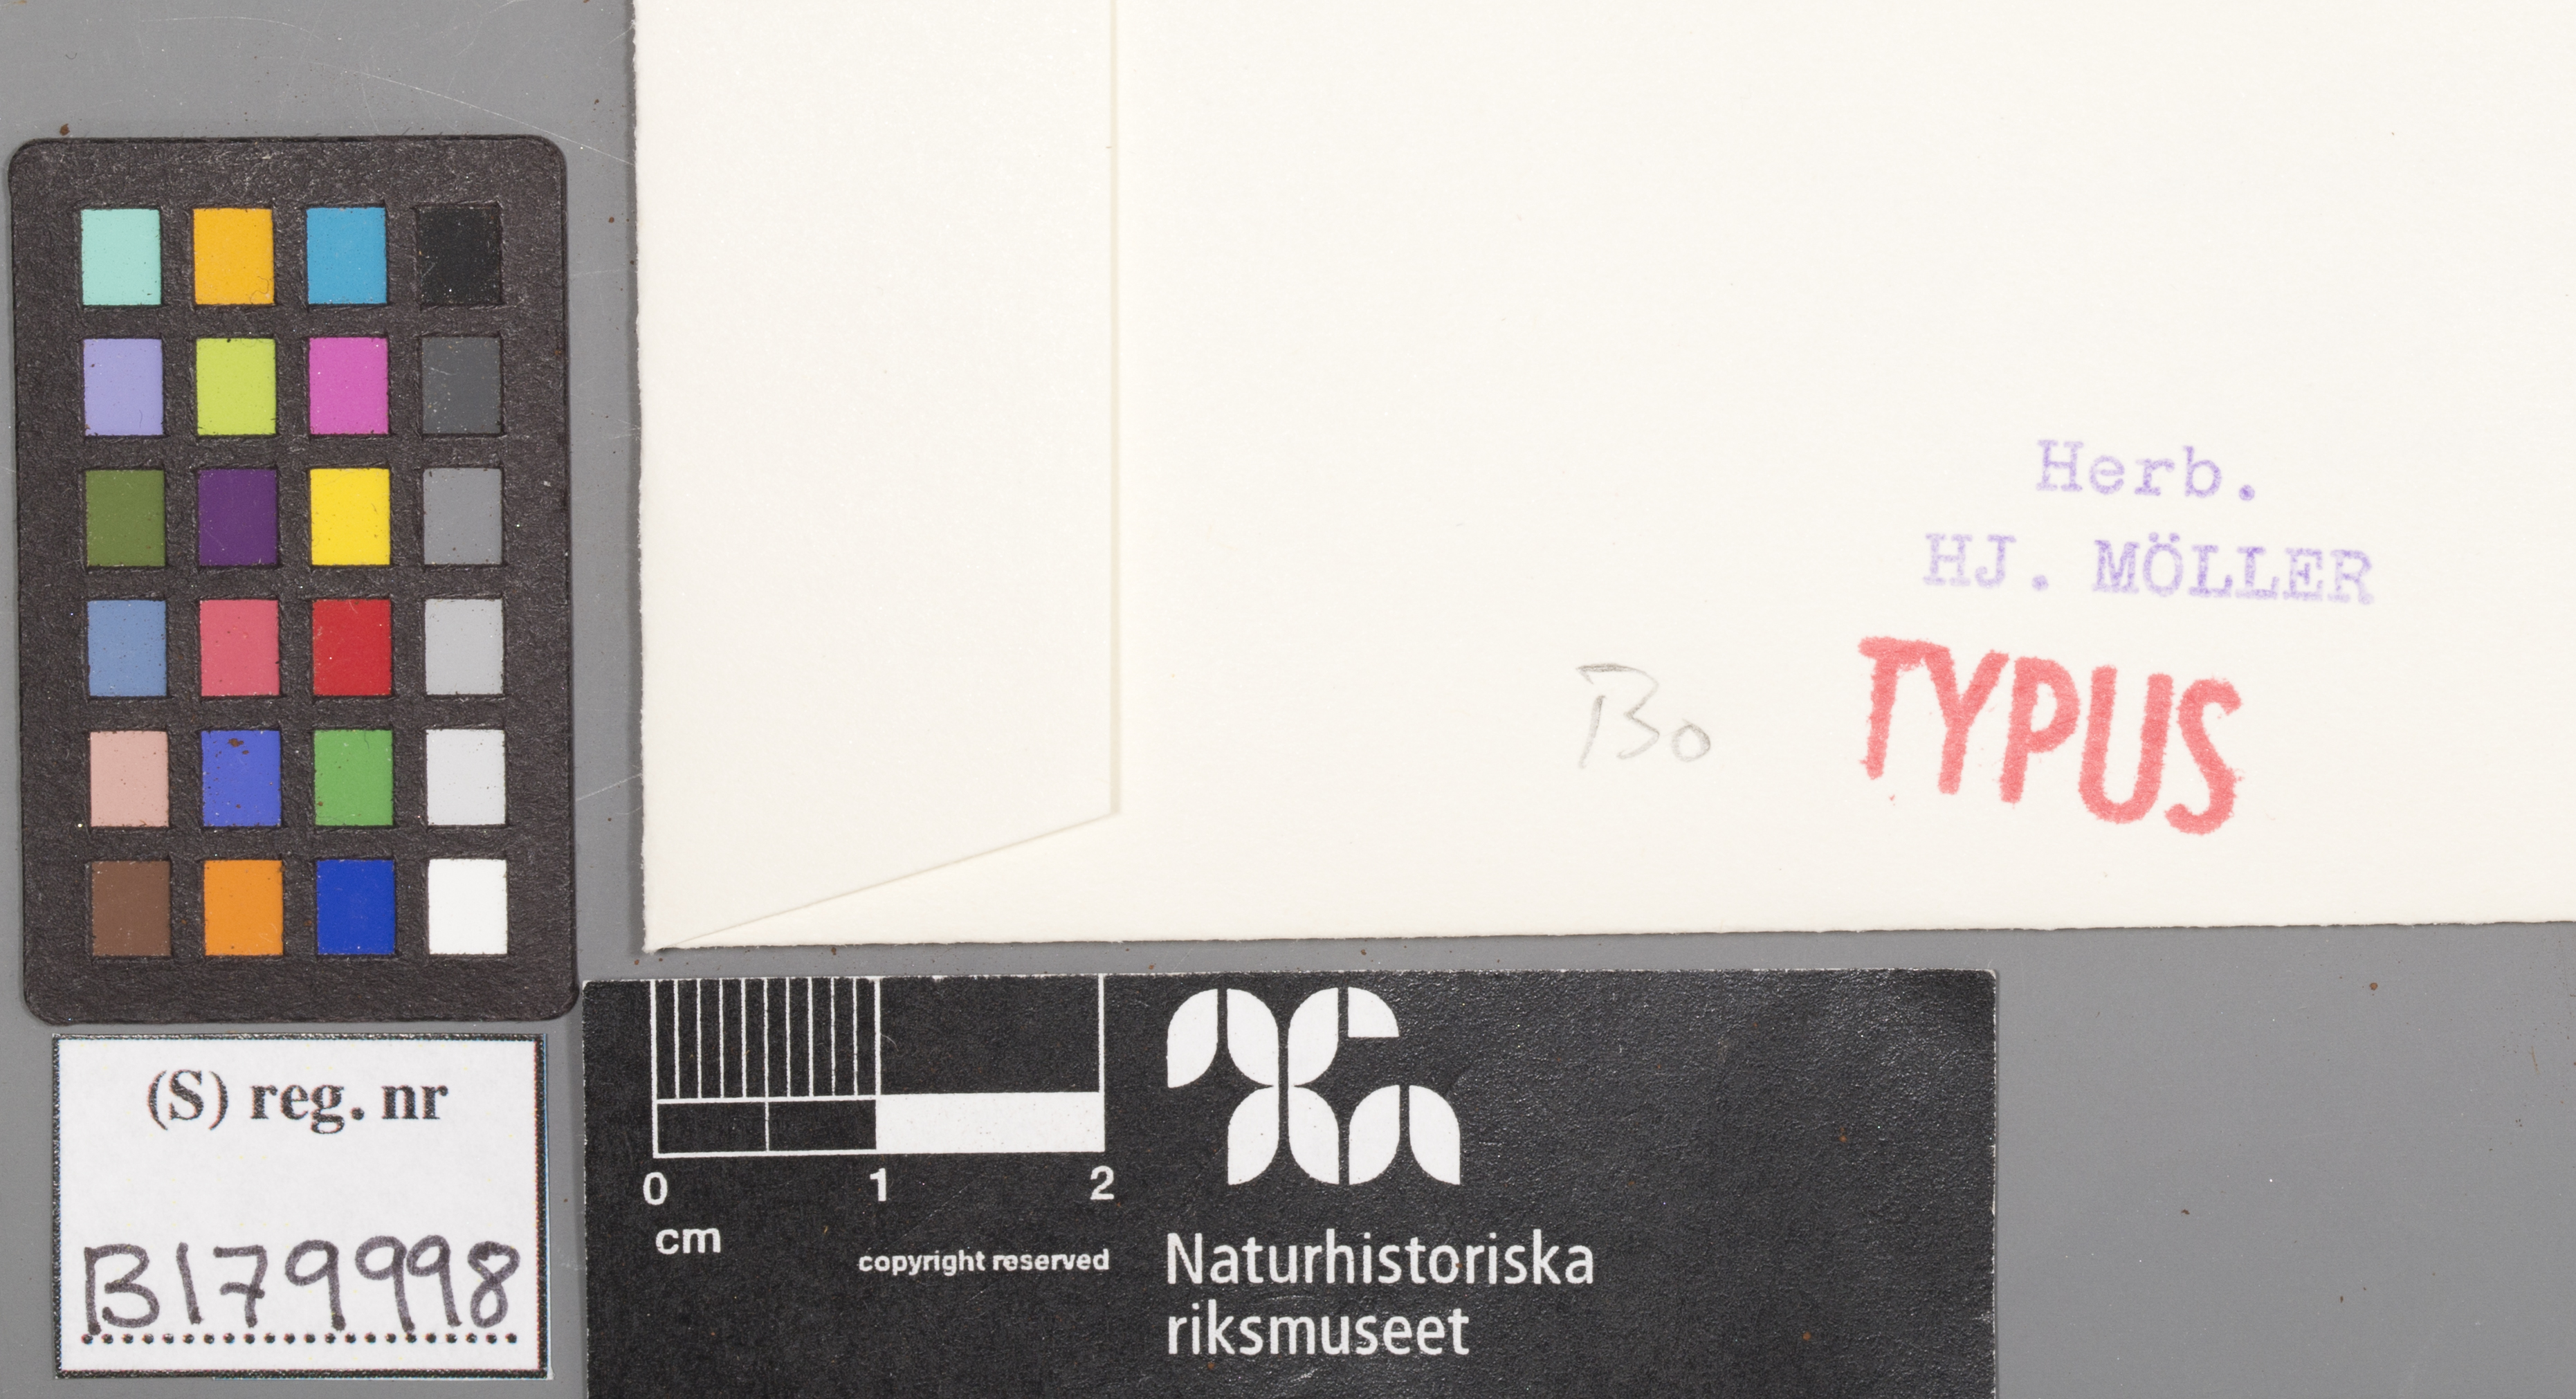 Herb.
HJ. MÖLLER
Bo
TYPUS
(S) reg. nr
B179998
0 1 2
cm
copyright reserved
Naturhistoriska
riksmuseet